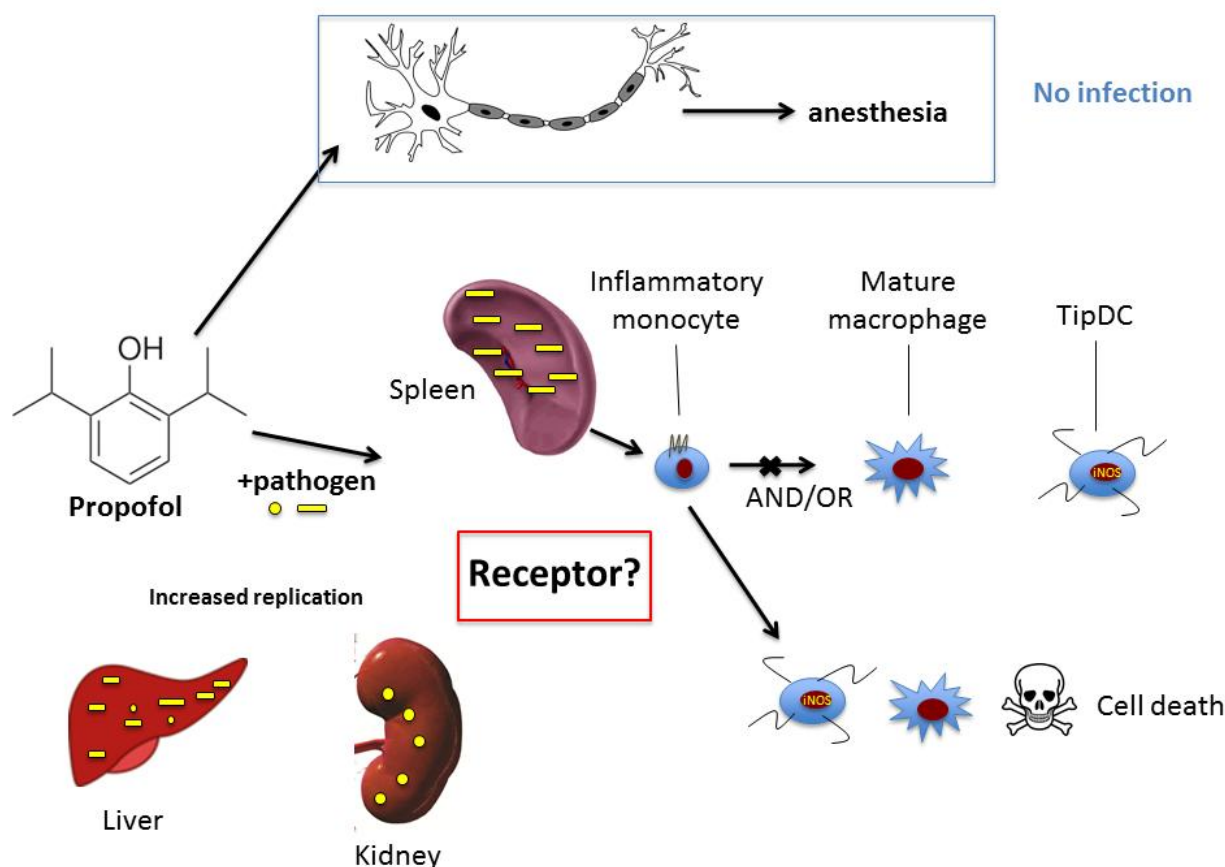 anesthesia
No infection
Inflammatory
monocyte
Mature
macrophage
TipDC
OH
Spleen
iNOS
+pathogen
Propofol
AND/OR
Receptor?
Increased replication
iNOS
Cell death
Liver
Kidney